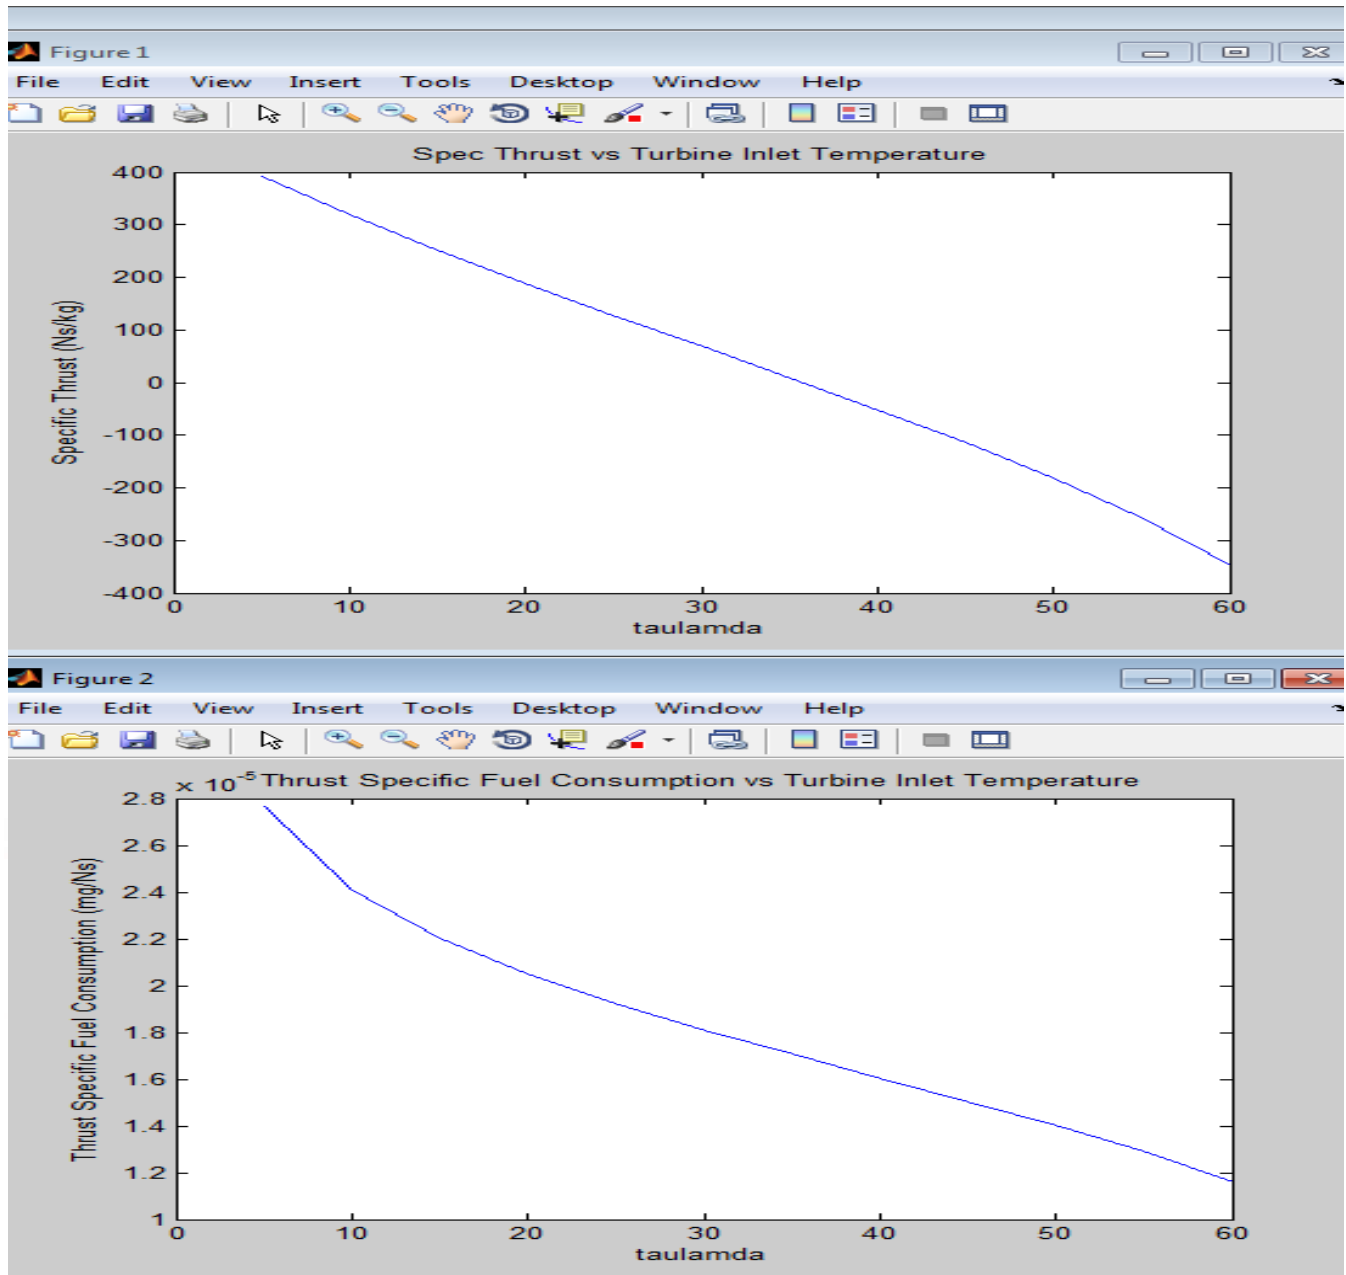 Figure 1
File Edit View Insert Tools Desktop Window Help
Spec Thrust vs Turbine Inlet Temperature
Specific Thrust (Ns/kg)
400
300
200
100
0
-100
-200
-300
-400
0 10 20 30 40 50 60
taulamda
Figure 2
File Edit View Insert Tools Desktop Window Help
x 10^-5 Thrust Specific Fuel Consumption vs Turbine Inlet Temperature
Thrust Specific Fuel Consumption (mg/Ns)
2.8
2.6
2.4
2.2
2
1.8
1.6
1.4
1.2
1
0 10 20 30 40 50 60
taulamda